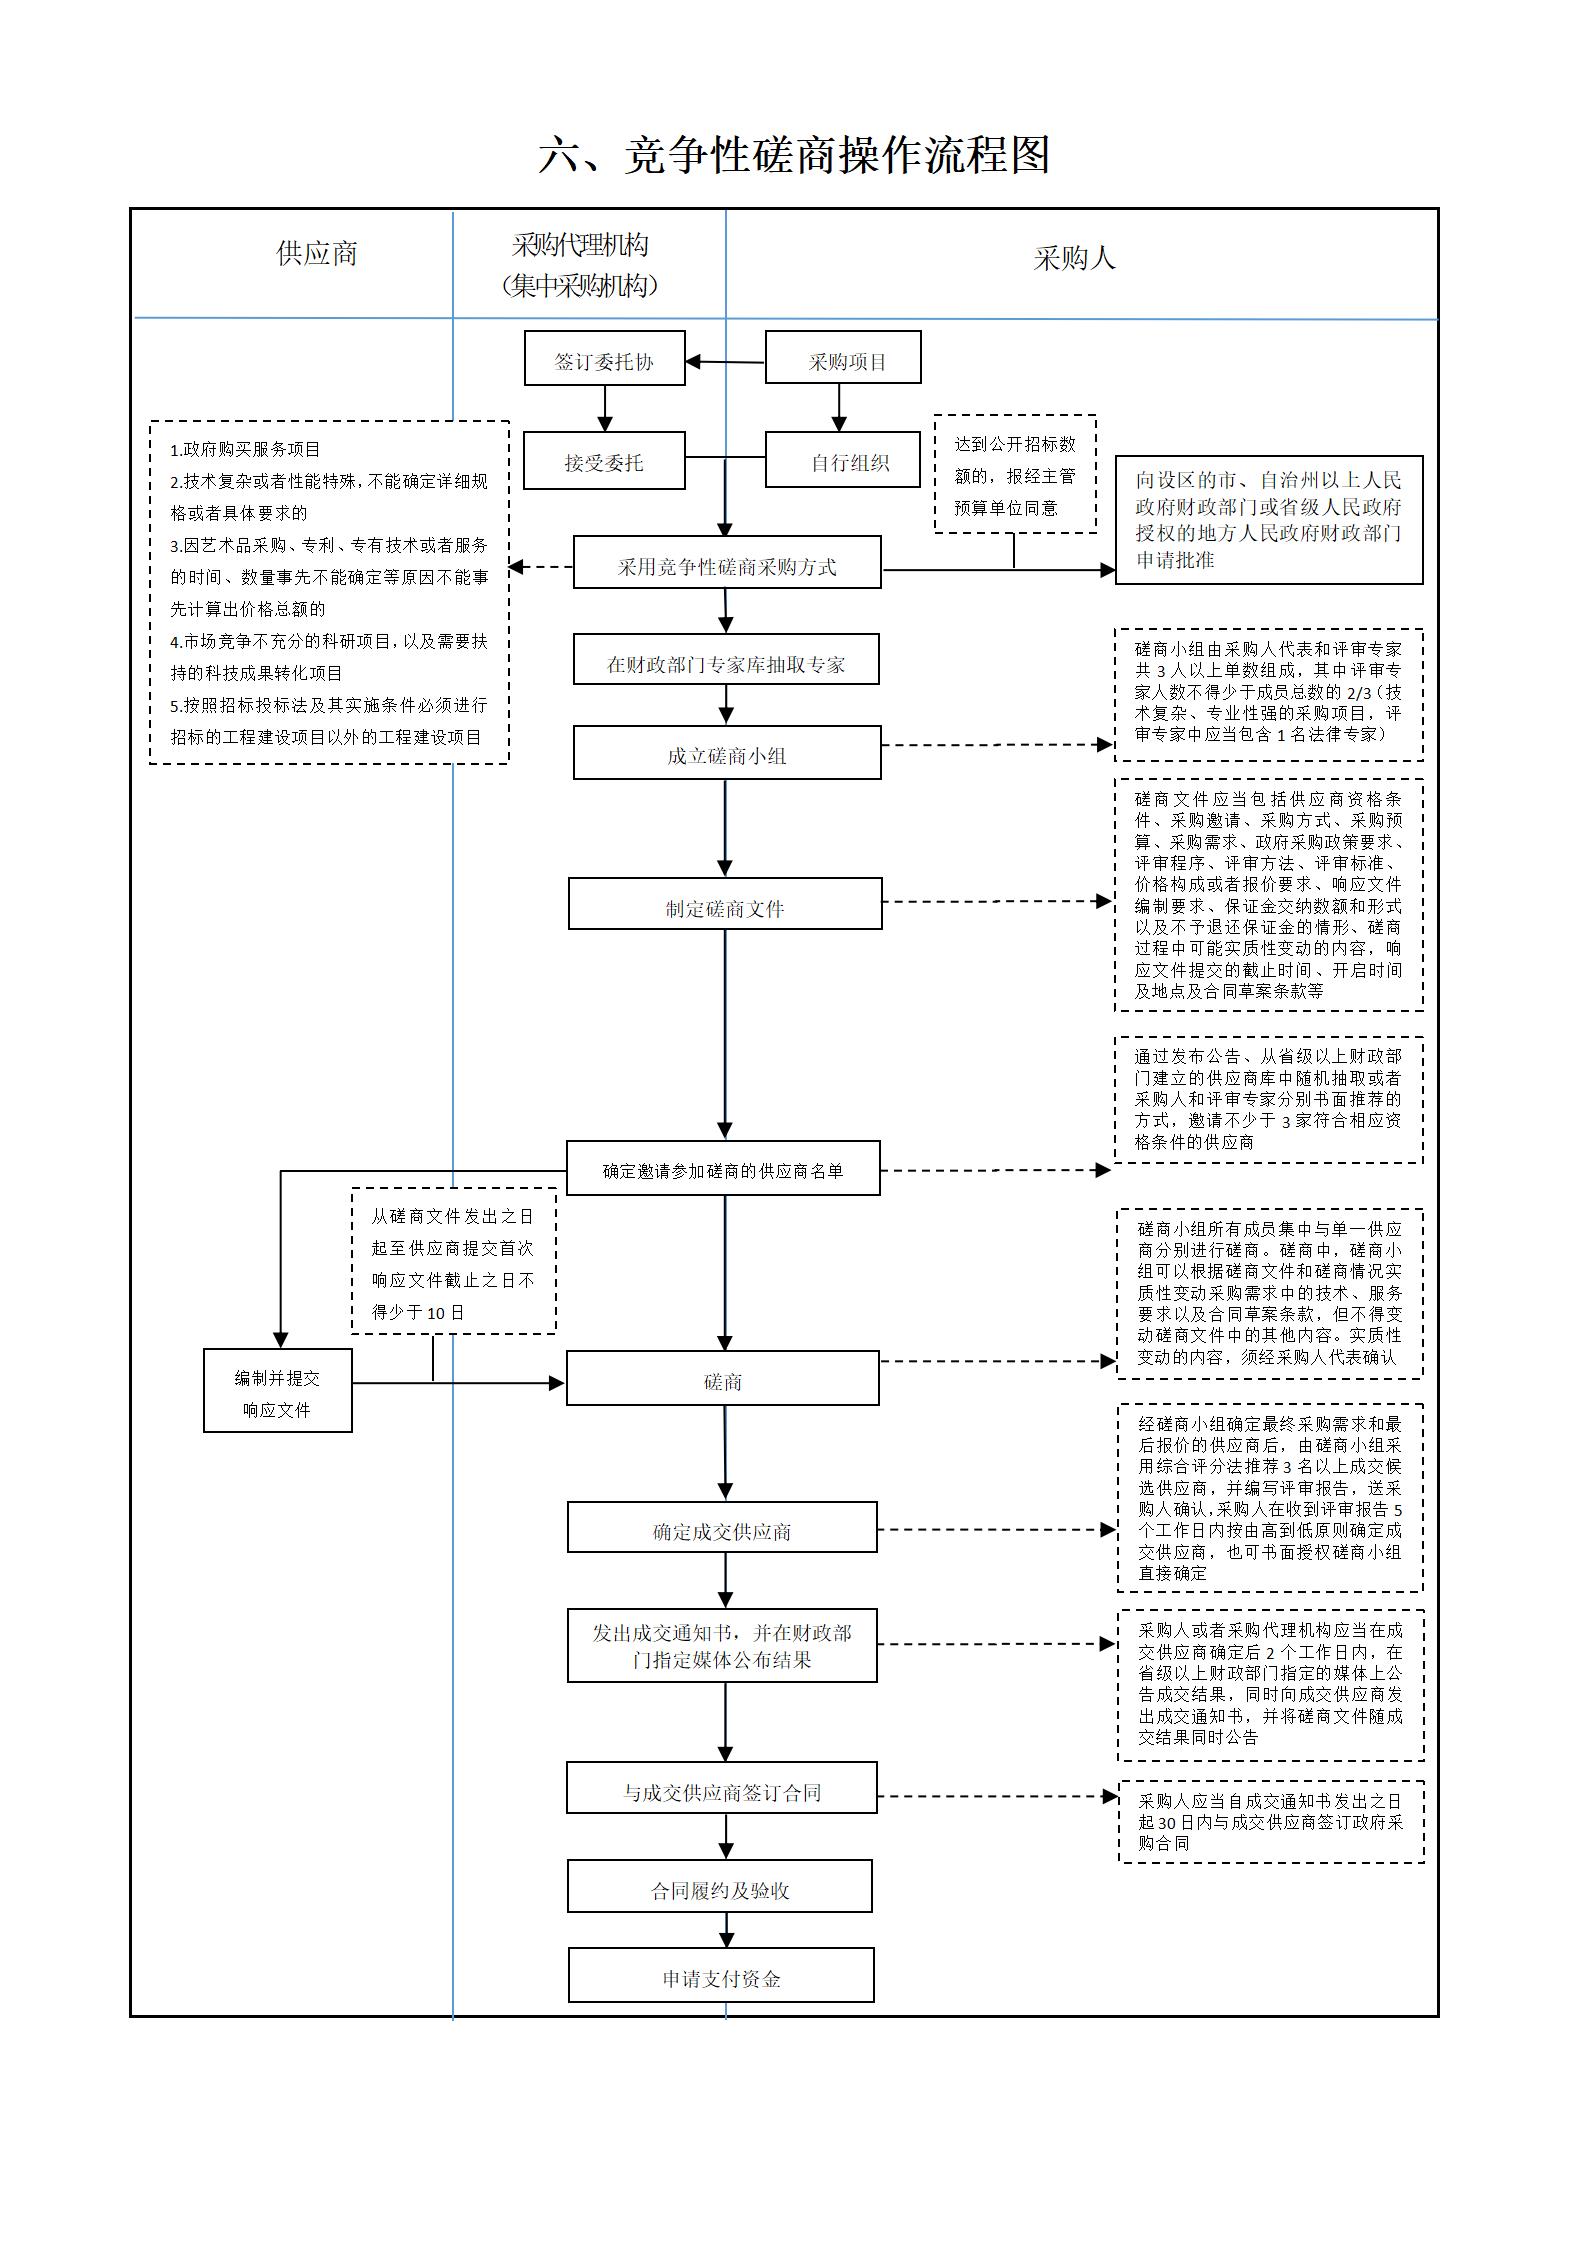 六、竞争性磋商操作流程图
供应商
采购代理机构
（集中采购机构）
采购人
签订委托协
采购项目
接受委托
自行组织
达到公开招标数
额的，报经主管
预算单位同意
向设区的市、自治州以上人民
政府财政部门或省级人民政府
授权的地方人民政府财政部门
申请批准
1.政府购买服务项目
2.技术复杂或者性能特殊，不能确定详细规
格或者具体要求的
3.因艺术品采购、专利、专有技术或者服务
的时间、数量事先不能确定等原因不能事
先计算出价格总额的
4.市场竞争不充分的科研项目，以及需要扶
持的科技成果转化项目
5.按照招标投标法及其实施条件必须进行
招标的工程建设项目以外的工程建设项目
采用竞争性磋商采购方式
在财政部门专家库抽取专家
磋商小组由采购人代表和评审专家
共 3 人以上单数组成，其中评审专
家人数不得少于成员总数的 2/3（技
术复杂、专业性强的采购项目，评
审专家中应当包含 1 名法律专家）
成立磋商小组
磋商文件应当包括供应商资格条
件、采购邀请、采购方式、采购预
算、采购需求、政府采购政策要求、
评审程序、评审方法、评审标准、
价格构成或者报价要求、响应文件
编制要求、保证金交纳数额和形式
以及不予退还保证金的情形、磋商
过程中可能实质性变动的内容，响
应文件提交的截止时间、开启时间
及地点及合同草案条款等
制定磋商文件
通过发布公告、从省级以上财政部
门建立的供应商库中随机抽取或者
采购人和评审专家分别书面推荐的
方式，邀请不少于 3 家符合相应资
格条件的供应商
确定邀请参加磋商的供应商名单
从磋商文件发出之日
起至供应商提交首次
响应文件截止之日不
得少于 10 日
磋商小组所有成员集中与单一供应
商分别进行磋商。磋商中，磋商小
组可以根据磋商文件和磋商情况实
质性变动采购需求中的技术、服务
要求以及合同草案条款，但不得变
动磋商文件中的其他内容。实质性
变动的内容，须经采购人代表确认
编制并提交
响应文件
磋商
经磋商小组确定最终采购需求和最
后报价的供应商后，由磋商小组采
用综合评分法推荐 3 名以上成交候
选供应商，并编写评审报告，送采
购人确认，采购人在收到评审报告 5
个工作日内按由高到低原则确定成
交供应商，也可书面授权磋商小组
直接确定
确定成交供应商
发出成交通知书，并在财政部
门指定媒体公布结果
采购人或者采购代理机构应当在成
交供应商确定后 2 个工作日内，在
省级以上财政部门指定的媒体上公
告成交结果，同时向成交供应商发
出成交通知书，并将磋商文件随成
交结果同时公告
与成交供应商签订合同
采购人应当自成交通知书发出之日
起 30 日内与成交供应商签订政府采
购合同
合同履约及验收
申请支付资金